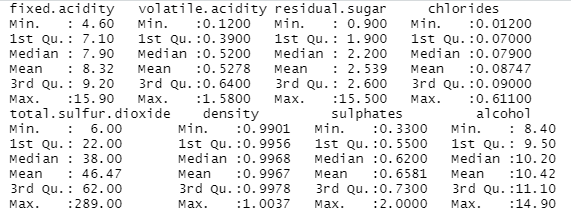 fixed.acidity volatile.acidity residual.sugar chlorides
Min. : 4.60 Min. :0.1200 Min. : 0.900 Min. :0.01200
1st Qu.: 7.10 1st Qu.:0.3900 1st Qu.: 1.900 1st Qu.:0.07000
Median : 7.90 Median :0.5200 Median : 2.200 Median :0.07900
Mean : 8.32 Mean :0.5278 Mean : 2.539 Mean :0.08747
3rd Qu.: 9.20 3rd Qu.:0.6400 3rd Qu.: 2.600 3rd Qu.:0.09000
Max. :15.90 Max. :1.5800 Max. :15.500 Max. :0.61100
total.sulfur.dioxide density sulphates alcohol
Min. : 6.00 Min. :0.9901 Min. :0.3300 Min. : 8.40
1st Qu.: 22.00 1st Qu.:0.9956 1st Qu.:0.5500 1st Qu.: 9.50
Median : 38.00 Median :0.9968 Median :0.6200 Median :10.20
Mean : 46.47 Mean :0.9967 Mean :0.6581 Mean :10.42
3rd Qu.: 62.00 3rd Qu.:0.9978 3rd Qu.:0.7300 3rd Qu.:11.10
Max. :289.00 Max. :1.0037 Max. :2.0000 Max. :14.90